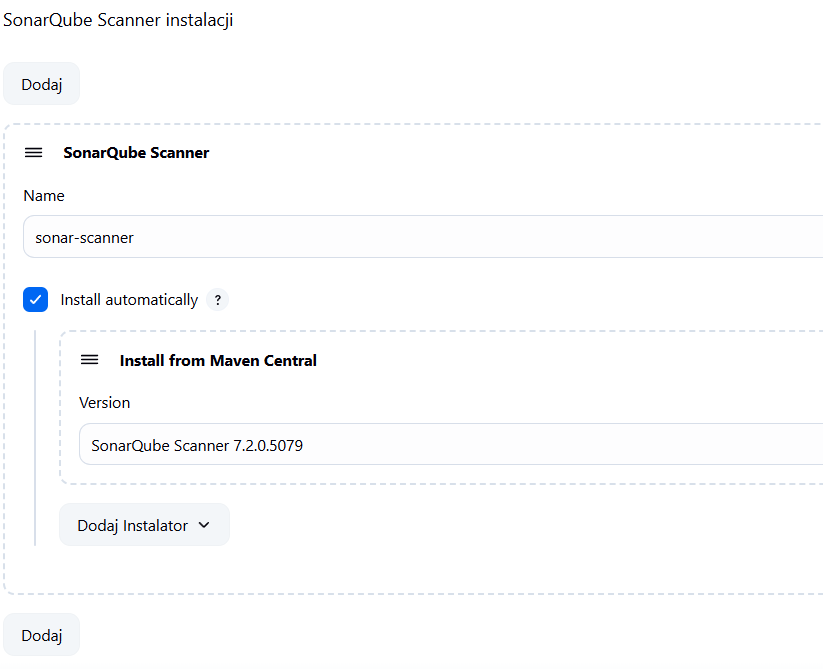 SonarQube Scanner instalacji
Dodaj
SonarQube Scanner
Name
sonar-scanner
Install automatically ?
Install from Maven Central
Version
SonarQube Scanner 7.2.0.5079
Dodaj Instalator
Dodaj